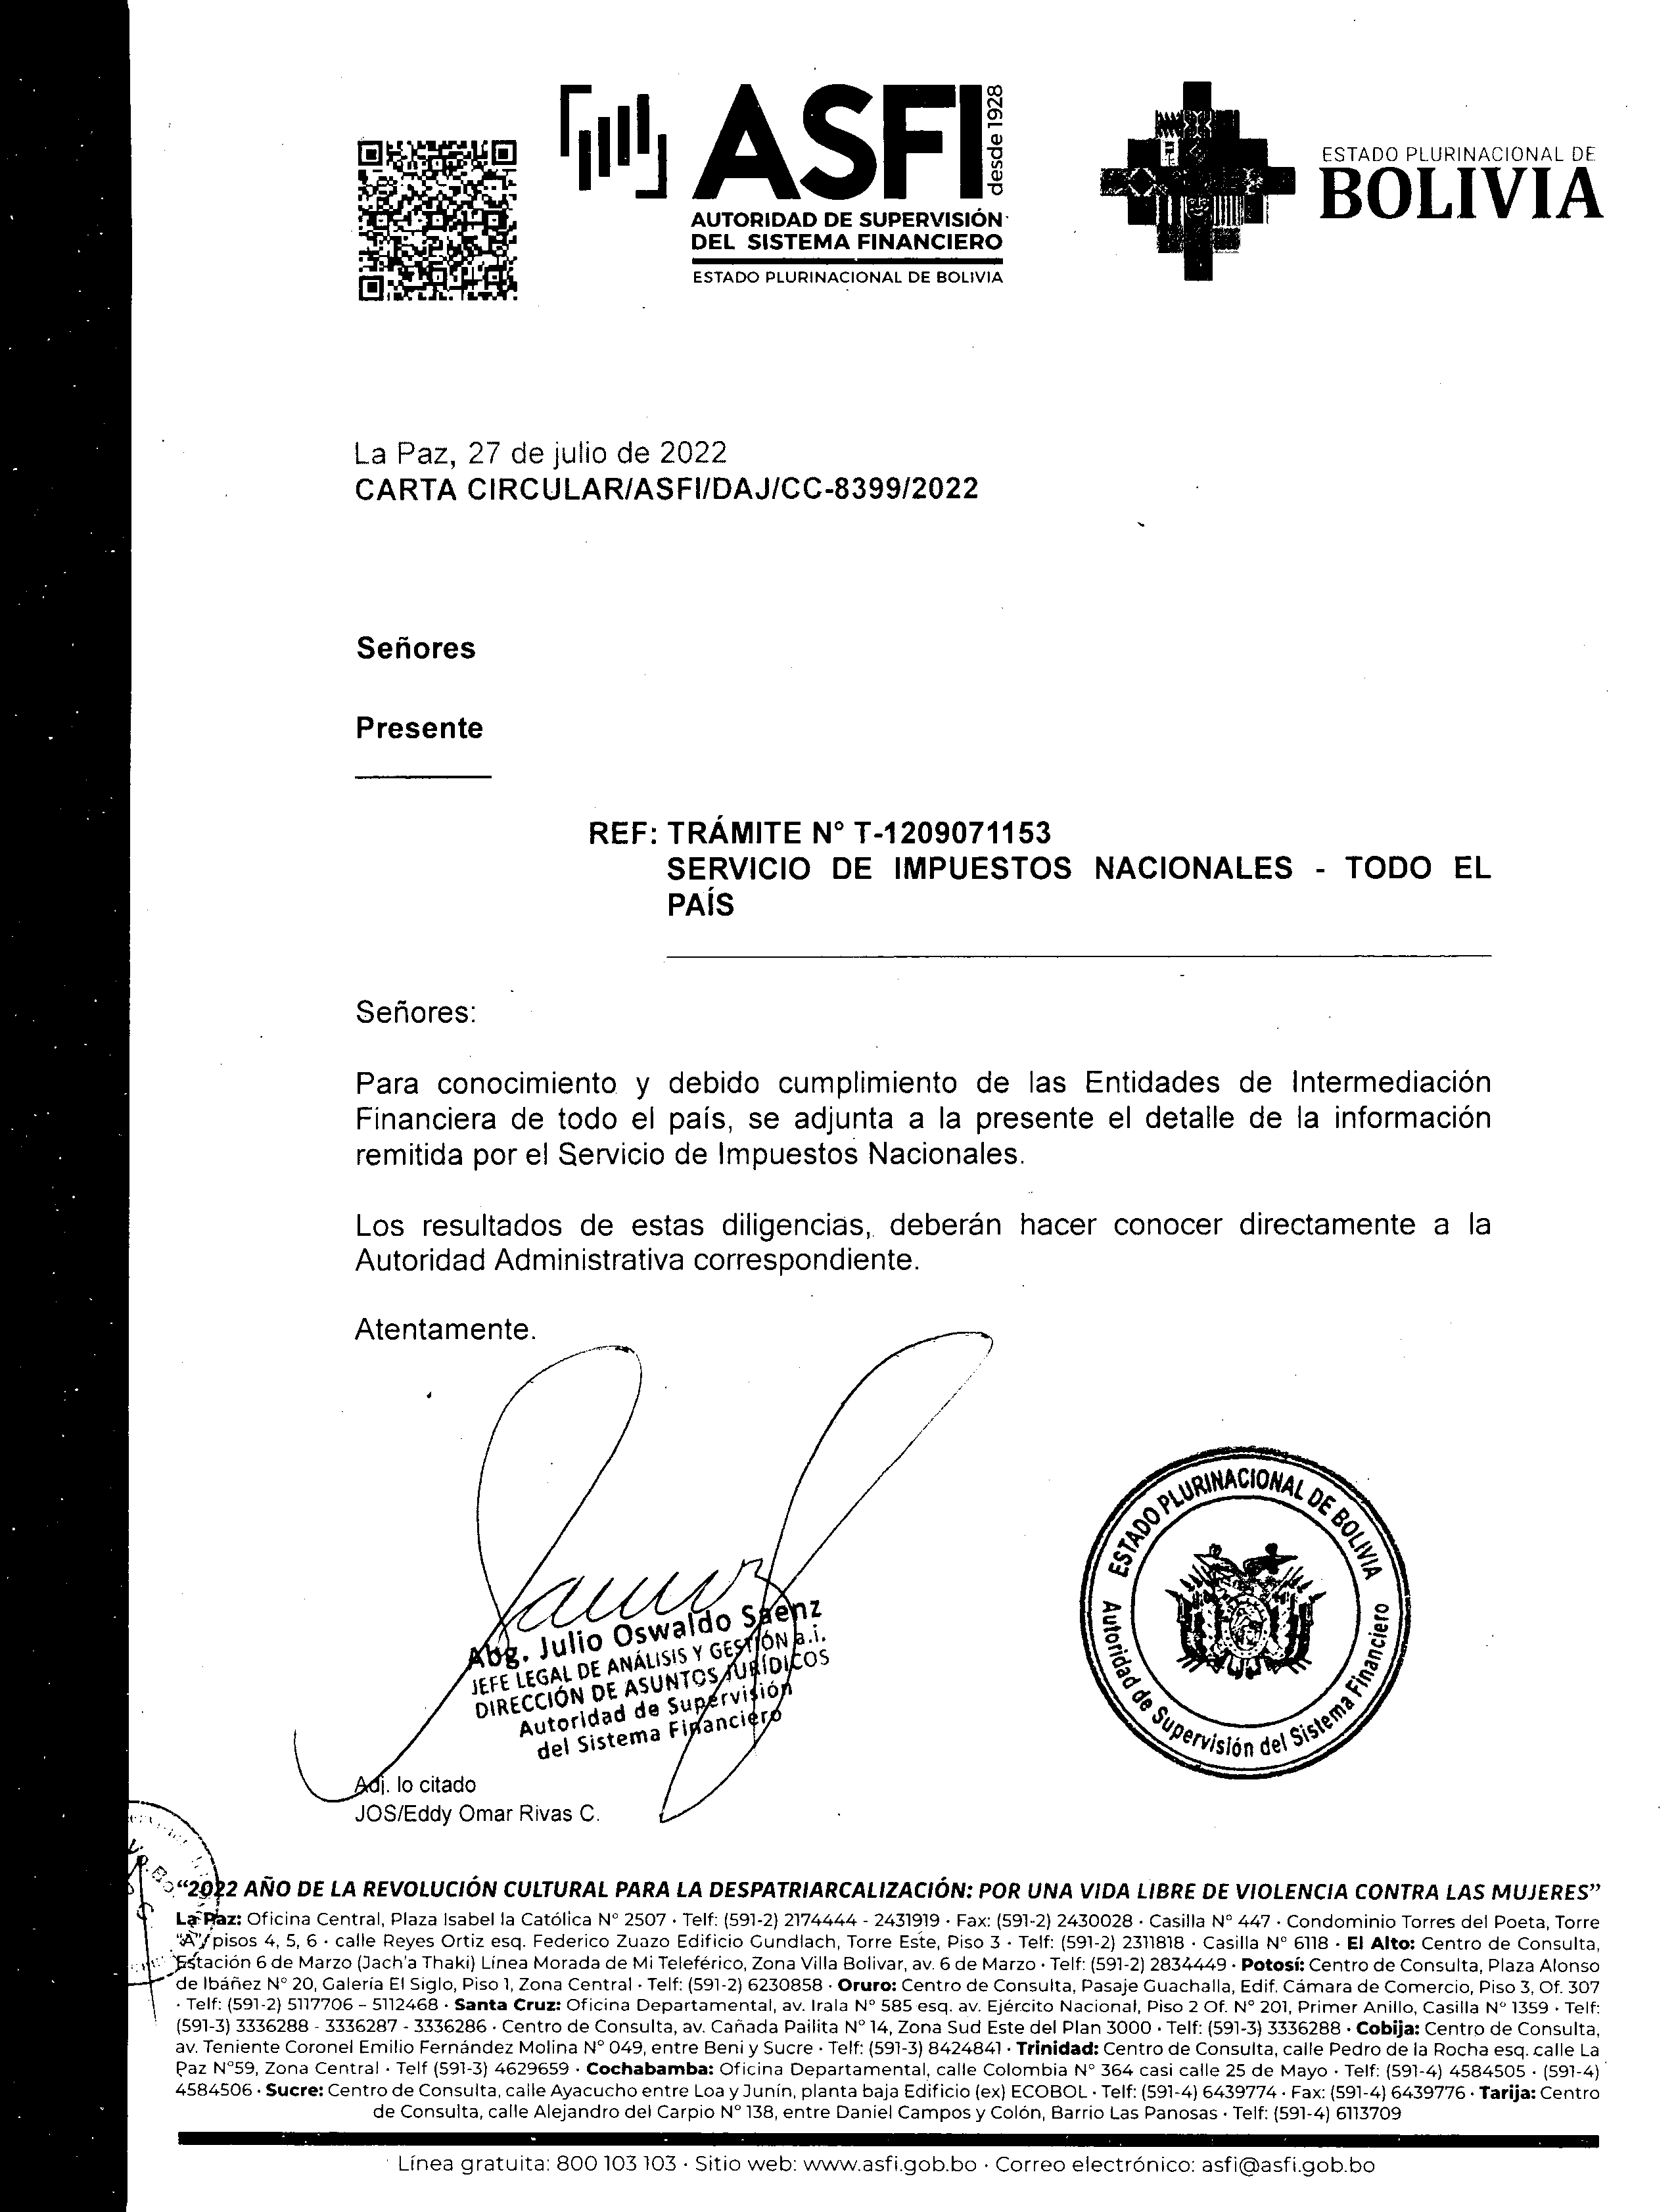 ASFI
desde 1928
AUTORIDAD DE SUPERVISIÓN
DEL SISTEMA FINANCIERO
ESTADO PLURINACIONAL DE BOLIVIA
ESTADO PLURINACIONAL DE
BOLIVIA
La Paz, 27 de julio de 2022
CARTA CIRCULAR/ASFI/DAJ/CC-8399/2022
Señores
Presente
REF: TRÁMITE N° T-1209071153
SERVICIO DE IMPUESTOS NACIONALES - TODO EL
PAÍS
Señores:
Para conocimiento y debido cumplimiento de las Entidades de Intermediación
Financiera de todo el país, se adjunta a la presente el detalle de la información
remitida por el Servicio de Impuestos Nacionales.
Los resultados de estas diligencias, deberán hacer conocer directamente a la
Autoridad Administrativa correspondiente.
Atentamente.
Abg. Julio Oswaldo Saenz
JEFE LEGAL DE ANÁLISIS Y GESTIÓN a.i.
DIRECCIÓN DE ASUNTOS JURÍDICOS
Autoridad de Supervisión
del Sistema Financiero
ESTADO PLURINACIONAL DE BOLIVIA
Autoridad de Supervisión del Sistema Financiero
Adj. lo citado
JOS/Eddy Omar Rivas C.
“2022 AÑO DE LA REVOLUCIÓN CULTURAL PARA LA DESPATRIARCALIZACIÓN: POR UNA VIDA LIBRE DE VIOLENCIA CONTRA LAS MUJERES”
La Paz: Oficina Central, Plaza Isabel la Católica N° 2507 · Telf: (591-2) 2174444 - 2431919 · Fax: (591-2) 2430028 · Casilla N° 447 · Condominio Torres del Poeta, Torre
“A”, pisos 4, 5, 6 · calle Reyes Ortiz esq. Federico Zuazo Edificio Gundlach, Torre Este, Piso 3 · Telf: (591-2) 2311818 · Casilla N° 6118 · El Alto: Centro de Consulta,
Estación 6 de Marzo (Jach’a Thaki) Línea Morada de Mi Teleférico, Zona Villa Bolivar, av. 6 de Marzo · Telf: (591-2) 2834449 · Potosí: Centro de Consulta, Plaza Alonso
de Ibáñez N° 20, Galería El Siglo, Piso 1, Zona Central · Telf: (591-2) 6230858 · Oruro: Centro de Consulta, Pasaje Guachalla, Edif. Cámara de Comercio, Piso 3, Of. 307
· Telf: (591-2) 5117706 – 5112468 · Santa Cruz: Oficina Departamental, av. Irala N° 585 esq. av. Ejército Nacional, Piso 2 Of. N° 201, Primer Anillo, Casilla N° 1359 · Telf:
(591-3) 3336288 - 3336287 - 3336286 · Centro de Consulta, av. Cañada Pailita N° 14, Zona Sud Este del Plan 3000 · Telf: (591-3) 3336288 · Cobija: Centro de Consulta,
av. Teniente Coronel Emilio Fernández Molina N° 049, entre Beni y Sucre · Telf: (591-3) 8424841 · Trinidad: Centro de Consulta, calle Pedro de la Rocha esq. calle La
Paz N°59, Zona Central · Telf (591-3) 4629659 · Cochabamba: Oficina Departamental, calle Colombia N° 364 casi calle 25 de Mayo · Telf: (591-4) 4584505 · (591-4)
4584506 · Sucre: Centro de Consulta, calle Ayacucho entre Loa y Junín, planta baja Edificio (ex) ECOBOL · Telf: (591-4) 6439774 · Fax: (591-4) 6439776 · Tarija: Centro
de Consulta, calle Alejandro del Carpio N° 138, entre Daniel Campos y Colón, Barrio Las Panosas · Telf: (591-4) 6113709
Línea gratuita: 800 103 103 · Sitio web: www.asfi.gob.bo · Correo electrónico: asfi@asfi.gob.bo